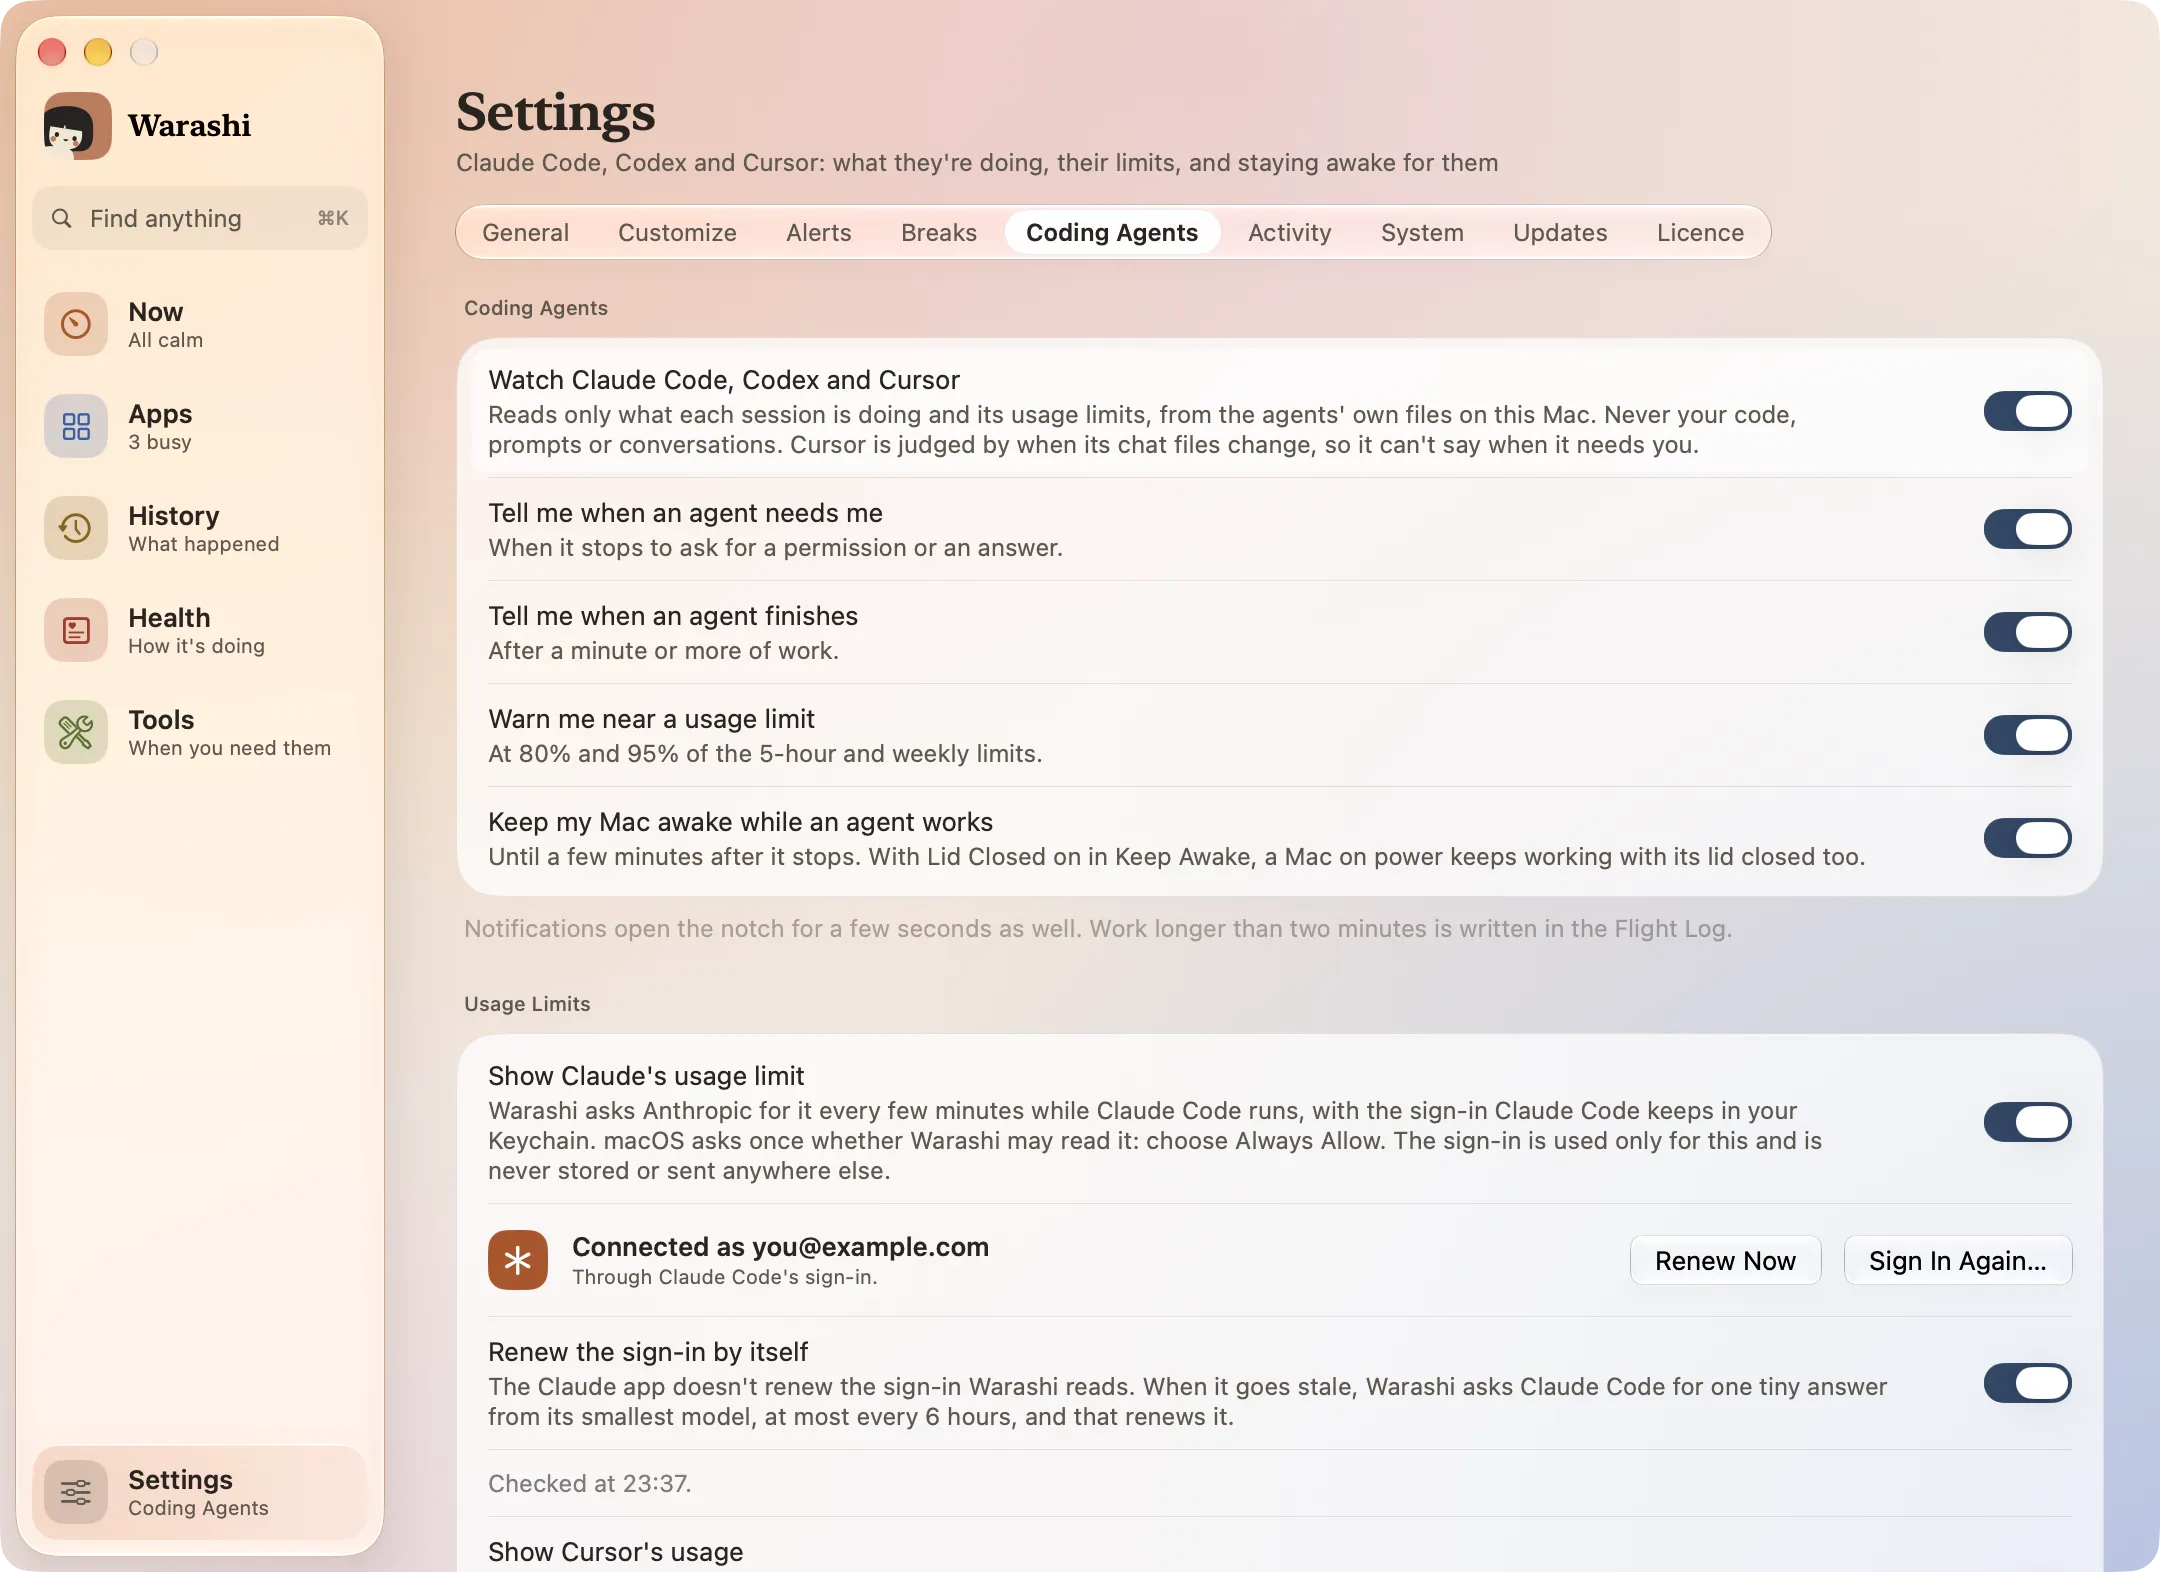 Warashi
Find anything ⌘K
Now
All calm
Apps
3 busy
History
What happened
Health
How it's doing
Tools
When you need them
Settings
Coding Agents
Settings
Claude Code, Codex and Cursor: what they're doing, their limits, and staying awake for them
General Customize Alerts Breaks Coding Agents Activity System Updates Licence
Coding Agents
Watch Claude Code, Codex and Cursor
Reads only what each session is doing and its usage limits, from the agents' own files on this Mac. Never your code,
prompts or conversations. Cursor is judged by when its chat files change, so it can't say when it needs you.
Tell me when an agent needs me
When it stops to ask for a permission or an answer.
Tell me when an agent finishes
After a minute or more of work.
Warn me near a usage limit
At 80% and 95% of the 5-hour and weekly limits.
Keep my Mac awake while an agent works
Until a few minutes after it stops. With Lid Closed on in Keep Awake, a Mac on power keeps working with its lid closed too.
Notifications open the notch for a few seconds as well. Work longer than two minutes is written in the Flight Log.
Usage Limits
Show Claude's usage limit
Warashi asks Anthropic for it every few minutes while Claude Code runs, with the sign-in Claude Code keeps in your
Keychain. macOS asks once whether Warashi may read it: choose Always Allow. The sign-in is used only for this and is
never stored or sent anywhere else.
Connected as you@example.com
Through Claude Code's sign-in.
Renew Now
Sign In Again...
Renew the sign-in by itself
The Claude app doesn't renew the sign-in Warashi reads. When it goes stale, Warashi asks Claude Code for one tiny answer
from its smallest model, at most every 6 hours, and that renews it.
Checked at 23:37.
Show Cursor's usage